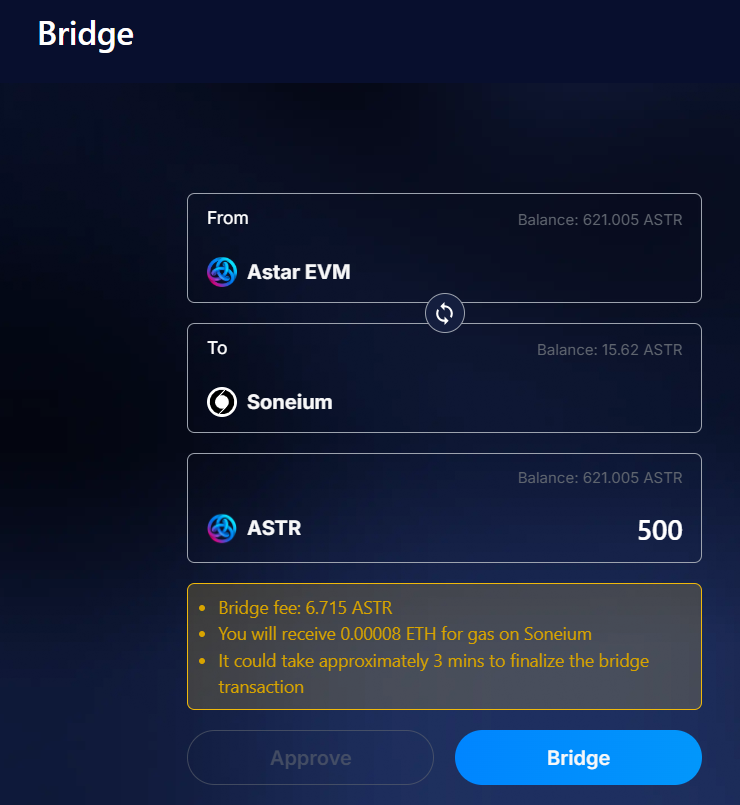 Bridge
From
Balance: 621.005 ASTR
Astar EVM
To
Balance: 15.62 ASTR
Soneium
Balance: 621.005 ASTR
ASTR
500
• Bridge fee: 6.715 ASTR
• You will receive 0.00008 ETH for gas on Soneium
• It could take approximately 3 mins to finalize the bridge
transaction
Approve
Bridge